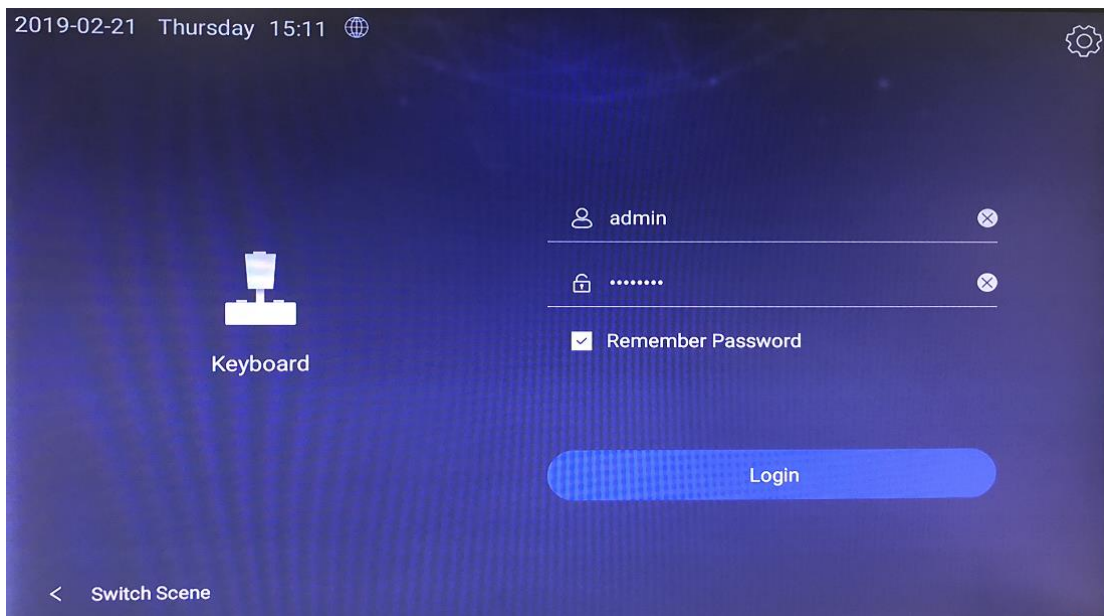 2019-02-21 Thursday 15:11
admin
••••••••
Remember Password
Keyboard
Login
Switch Scene